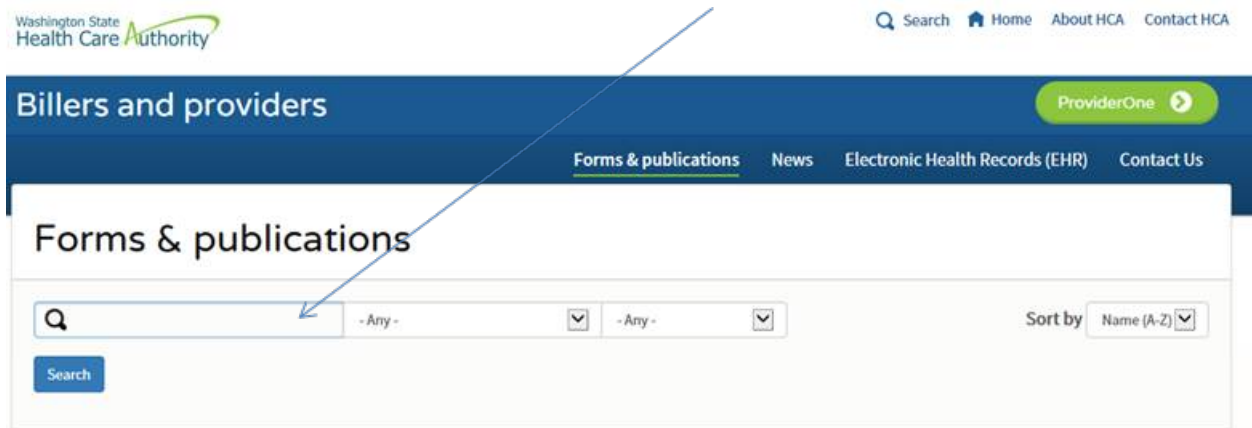 Washington State
Health Care Authority
Search Home About HCA Contact HCA
Billers and providers
ProviderOne
Forms & publications News Electronic Health Records (EHR) Contact Us
Forms & publications
- Any - - Any - Sort by Name (A-Z)
Search